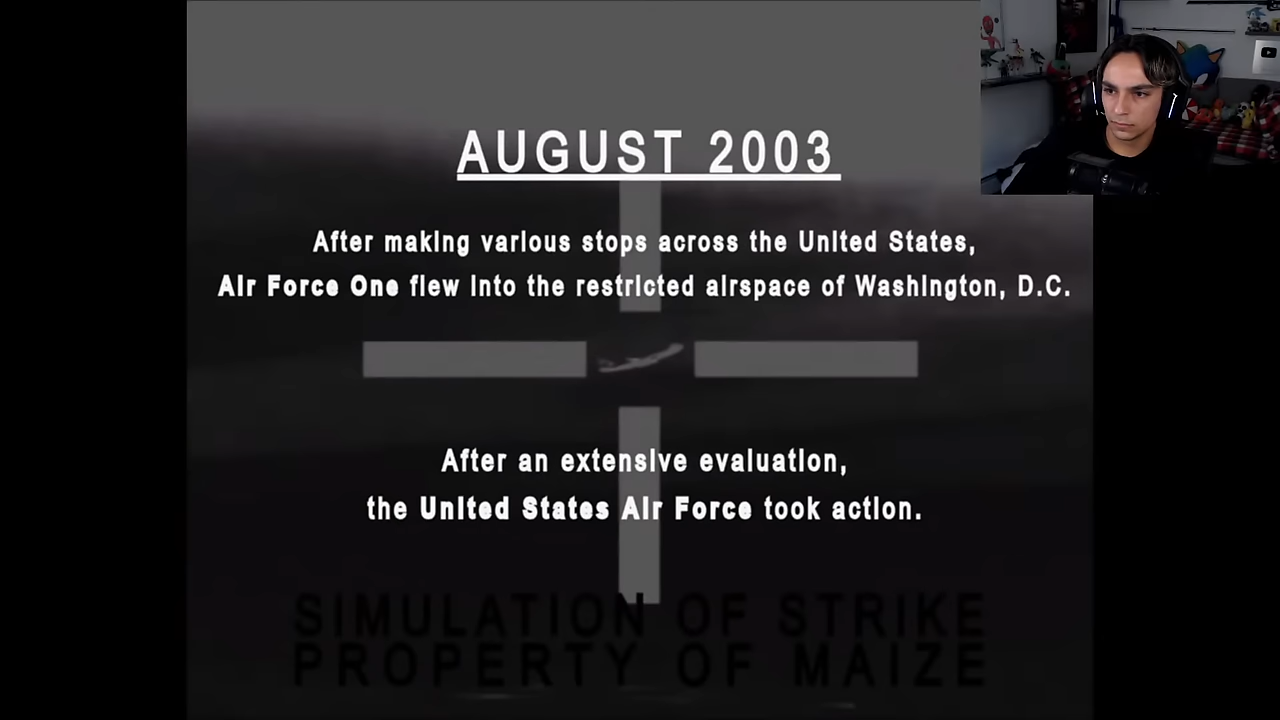 AUGUST 2003
After making various stops across the United States,
Air Force One flew into the restricted airspace of Washington, D.C.
After an extensive evaluation,
the United States Air Force took action.
SIMULATION OF STRIKE
PROPERTY OF MAIZE